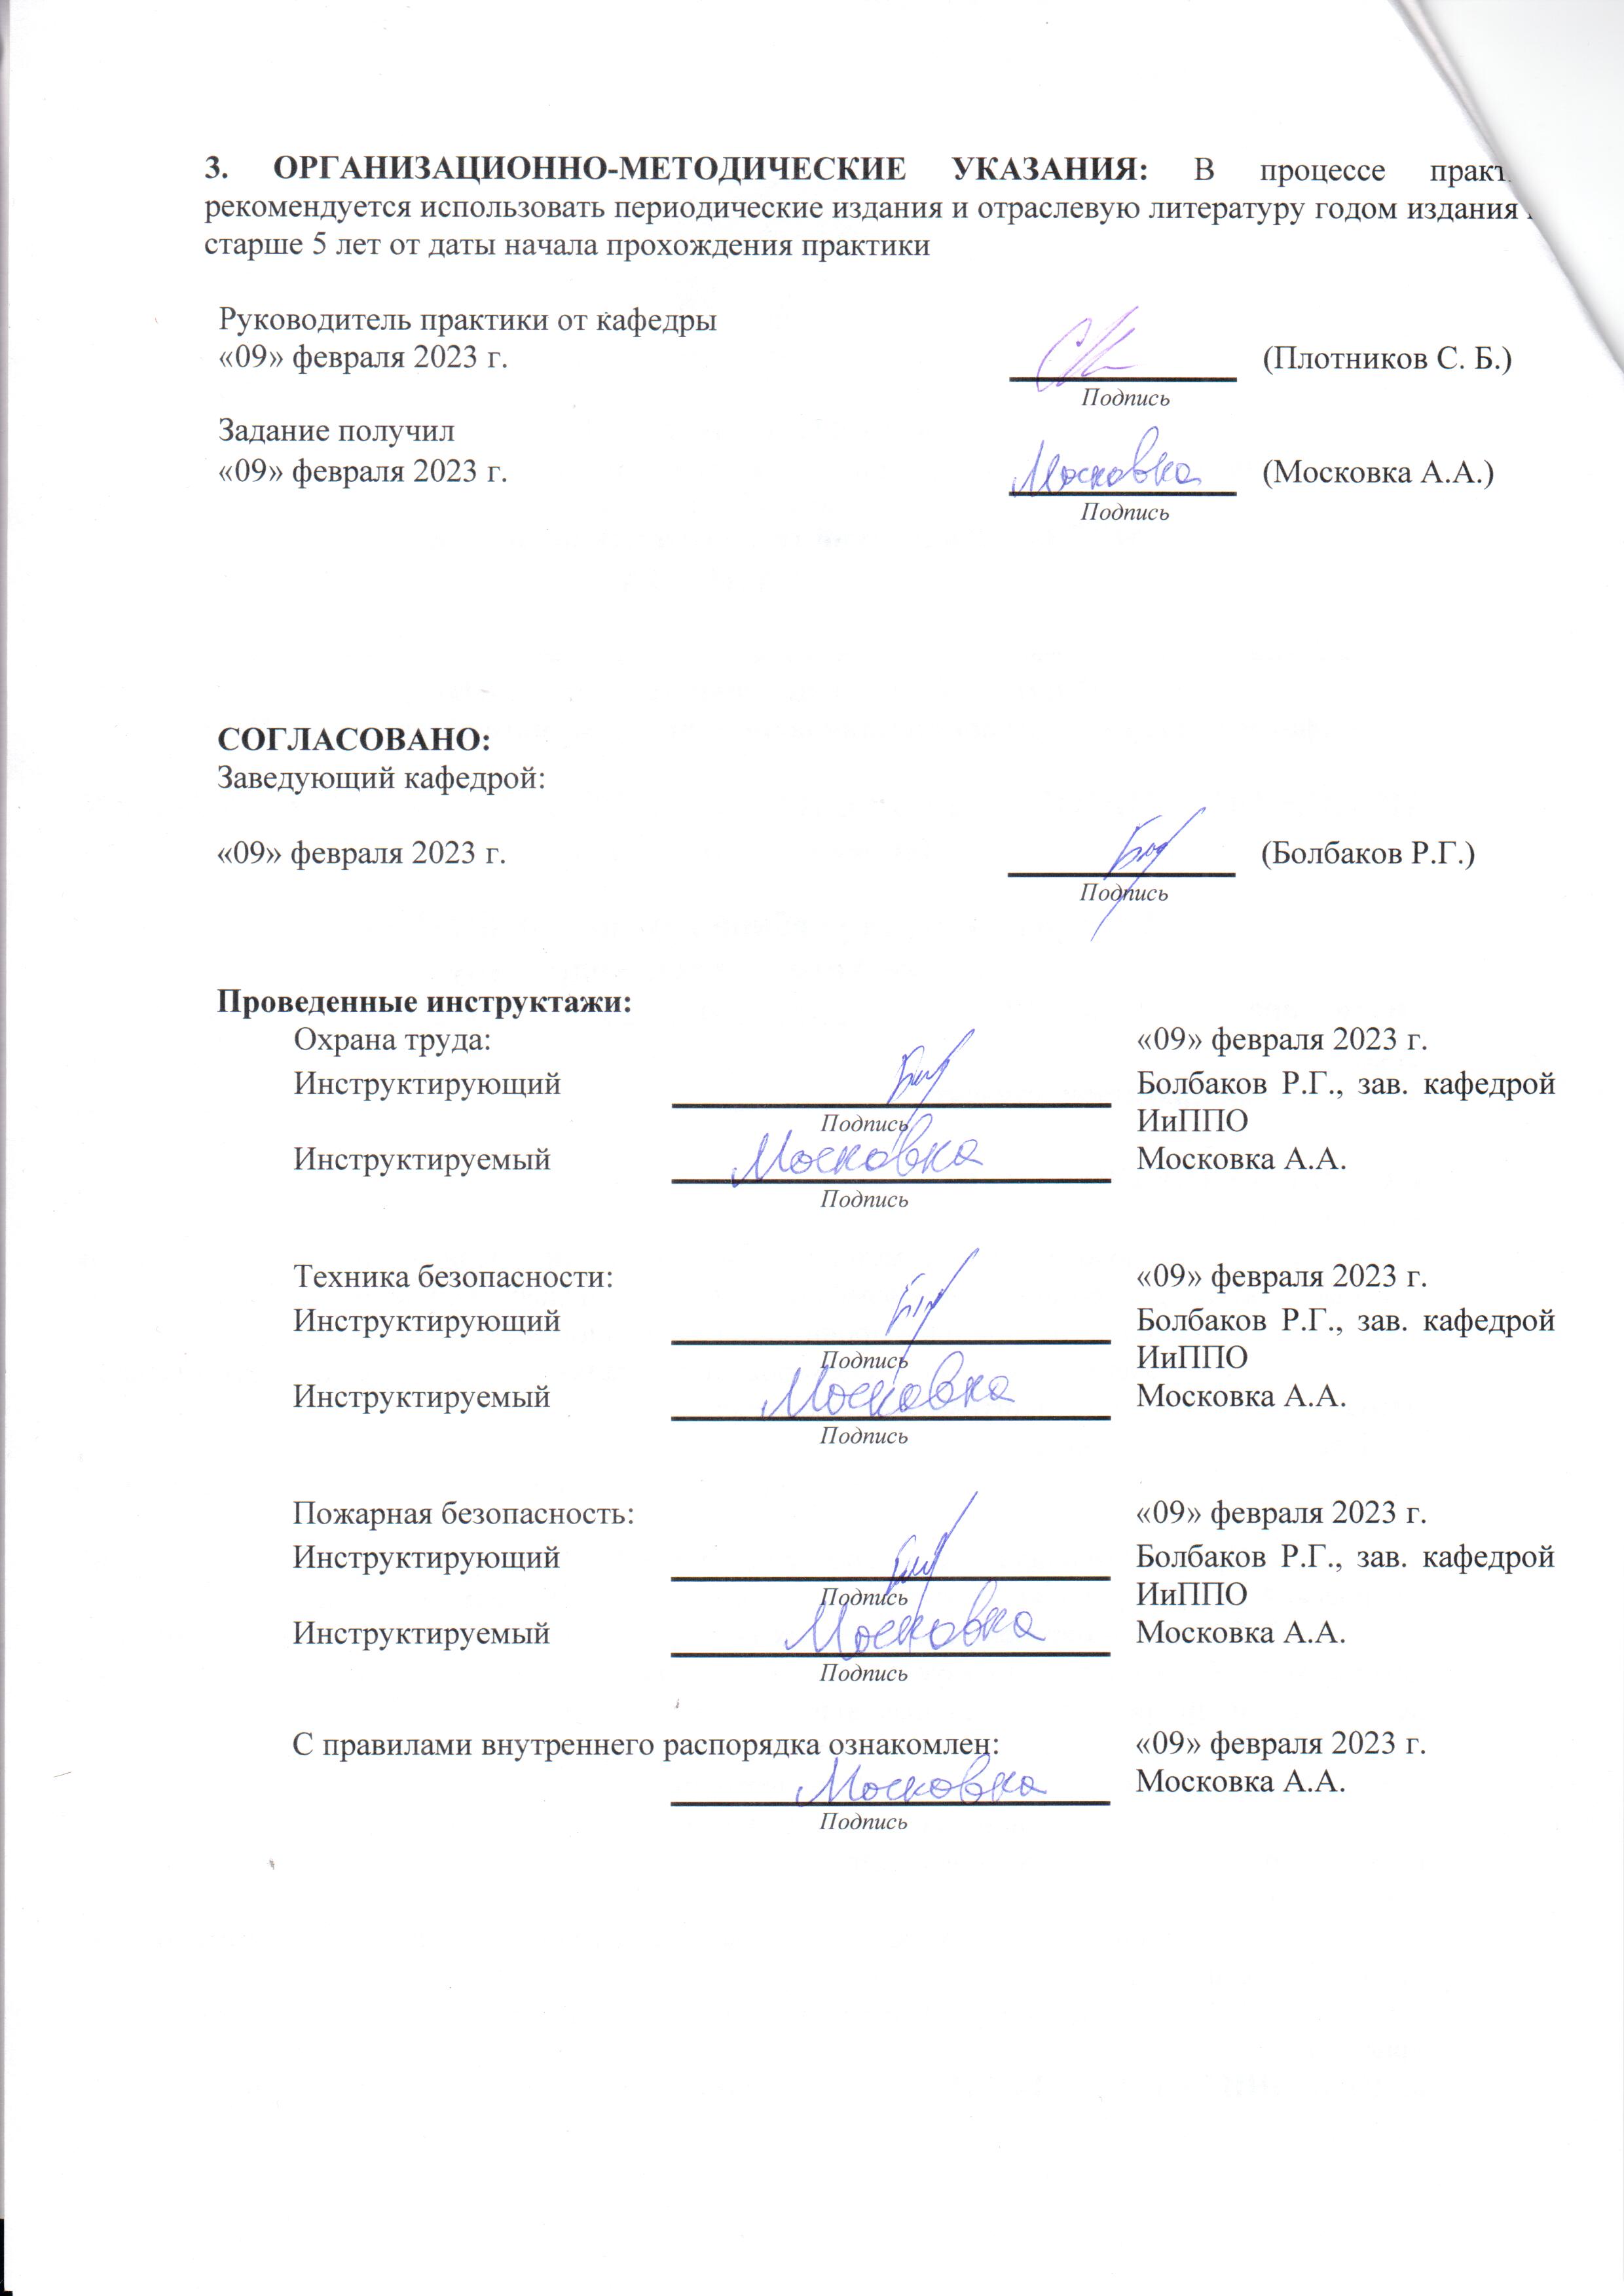 3. ОРГАНИЗАЦИОННО-МЕТОДИЧЕСКИЕ УКАЗАНИЯ: В процессе
рекомендуется использовать периодические издания и отраслевую литературу годом издания
старше 5 лет от даты начала прохождения практики
Руководитель практики от кафедры
«09» февраля 2023 г. (Плотников С. Б.)
Подпись
Задание получил
«09» февраля 2023 г. Московка (Московка А.А.)
Подпись
СОГЛАСОВАНО:
Заведующий кафедрой:
«09» февраля 2023 г. (Болбаков Р.Г.)
Подпись
Проведенные инструктажи:
Охрана труда: «09» февраля 2023 г.
Инструктирующий Болбаков Р.Г., зав. кафедрой
Подпись ИиППО
Инструктируемый Московка Московка А.А.
Подпись
Техника безопасности: «09» февраля 2023 г.
Инструктирующий Болбаков Р.Г., зав. кафедрой
Подпись ИиППО
Инструктируемый Московка Московка А.А.
Подпись
Пожарная безопасность: «09» февраля 2023 г.
Инструктирующий Болбаков Р.Г., зав. кафедрой
Подпись ИиППО
Инструктируемый Московка Московка А.А.
Подпись
С правилами внутреннего распорядка ознакомлен: «09» февраля 2023 г.
Московка Московка А.А.
Подпись